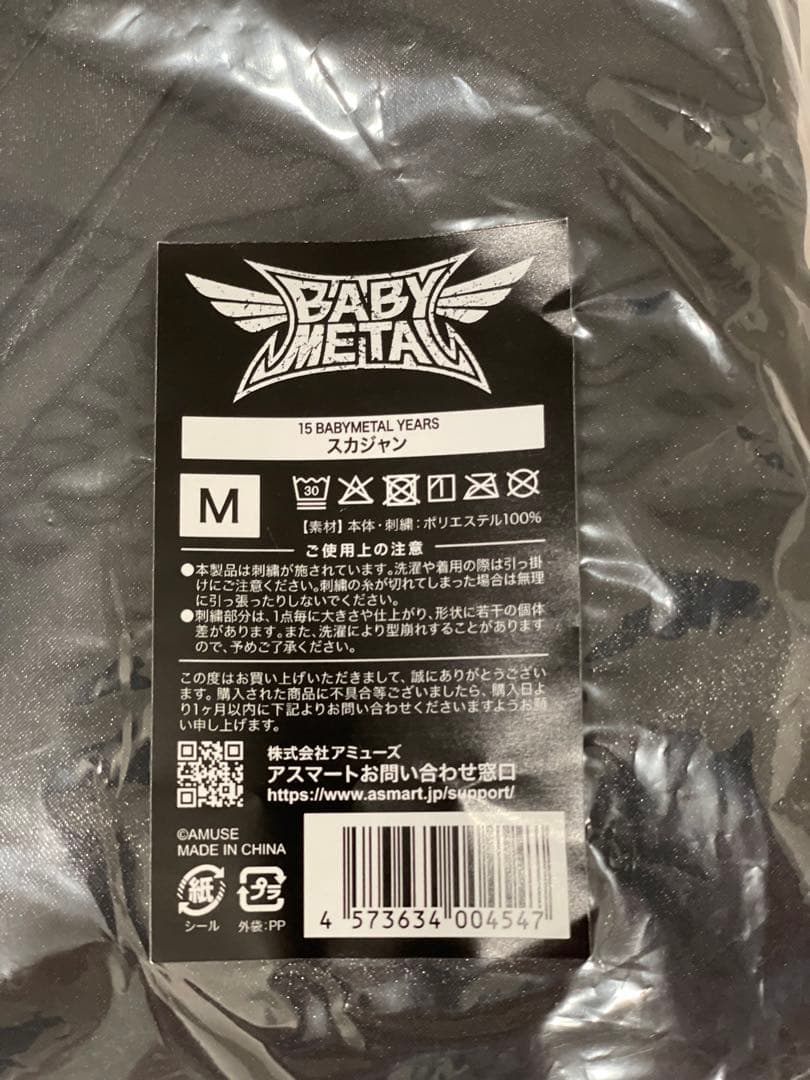 BABY
METAL
15 BABYMETAL YEARS
スカジャン
M
30
【素材】本体・刺繍:ポリエステル100%
ご使用上の注意
●本製品は刺繍が施されています。洗濯や着用の際は引っ掛
けにご注意ください。刺繍の糸が切れてしまった場合は無理
に引っ張ったりしないでください。
●刺繍部分は、1点毎に大きさや仕上がり、形状に若干の個体
差があります。また、洗濯により型崩れすることがあります
ので、予めご了承ください。
この度はお買い上げいただきまして、誠にありがとうござい
ます。購入された商品に不具合等ございましたら、購入日よ
り1ヶ月以内に下記よりお問い合わせくださいますようお願
い申し上げます。
株式会社アミューズ
アスマートお問い合わせ窓口
https://www.asmart.jp/support/
©AMUSE
MADE IN CHINA
紙 プラ
シール 外袋:PP
4 573634 004547